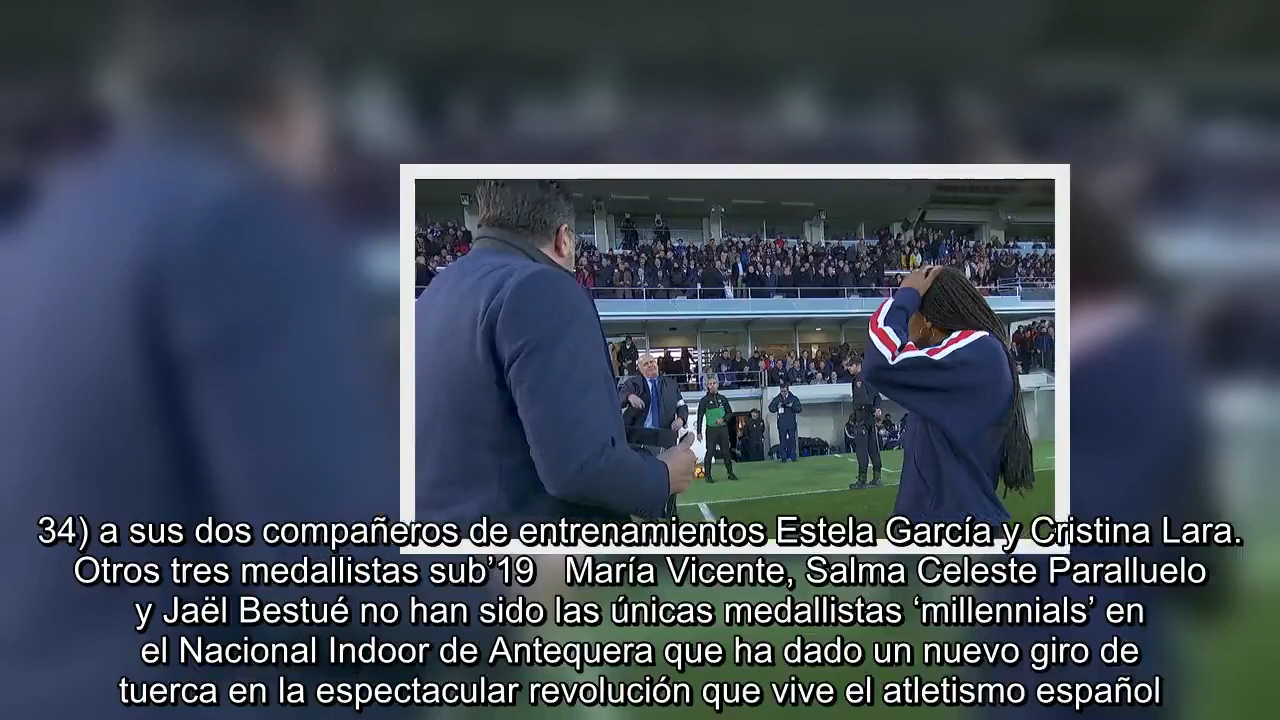 34) a sus dos compañeros de entrenamientos Estela García y Cristina Lara.
Otros tres medallistas sub’19   María Vicente, Salma Celeste Paralluelo
y Jaël Bestué no han sido las únicas medallistas ‘millennials’ en
el Nacional Indoor de Antequera que ha dado un nuevo giro de
tuerca en la espectacular revolución que vive el atletismo español